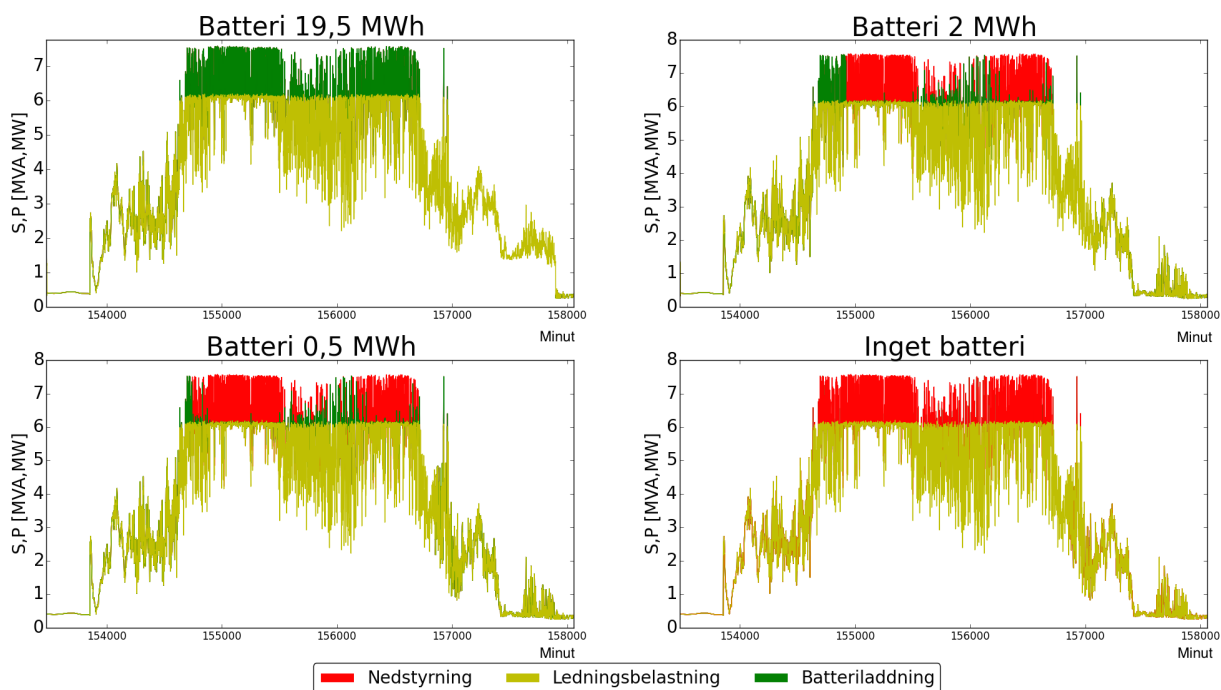 Batteri 19,5 MWh
S,P [MVA,MW]
7
6
5
4
3
2
1
0
154000 155000 156000 157000 158000
Minut
Batteri 2 MWh
S,P [MVA,MW]
8
7
6
5
4
3
2
1
0
154000 155000 156000 157000 158000
Minut
Batteri 0,5 MWh
S,P [MVA,MW]
8
7
6
5
4
3
2
1
0
154000 155000 156000 157000 158000
Minut
Inget batteri
S,P [MVA,MW]
8
7
6
5
4
3
2
1
0
154000 155000 156000 157000 158000
Minut
Nedstyrning Ledningsbelastning Batteriladdning